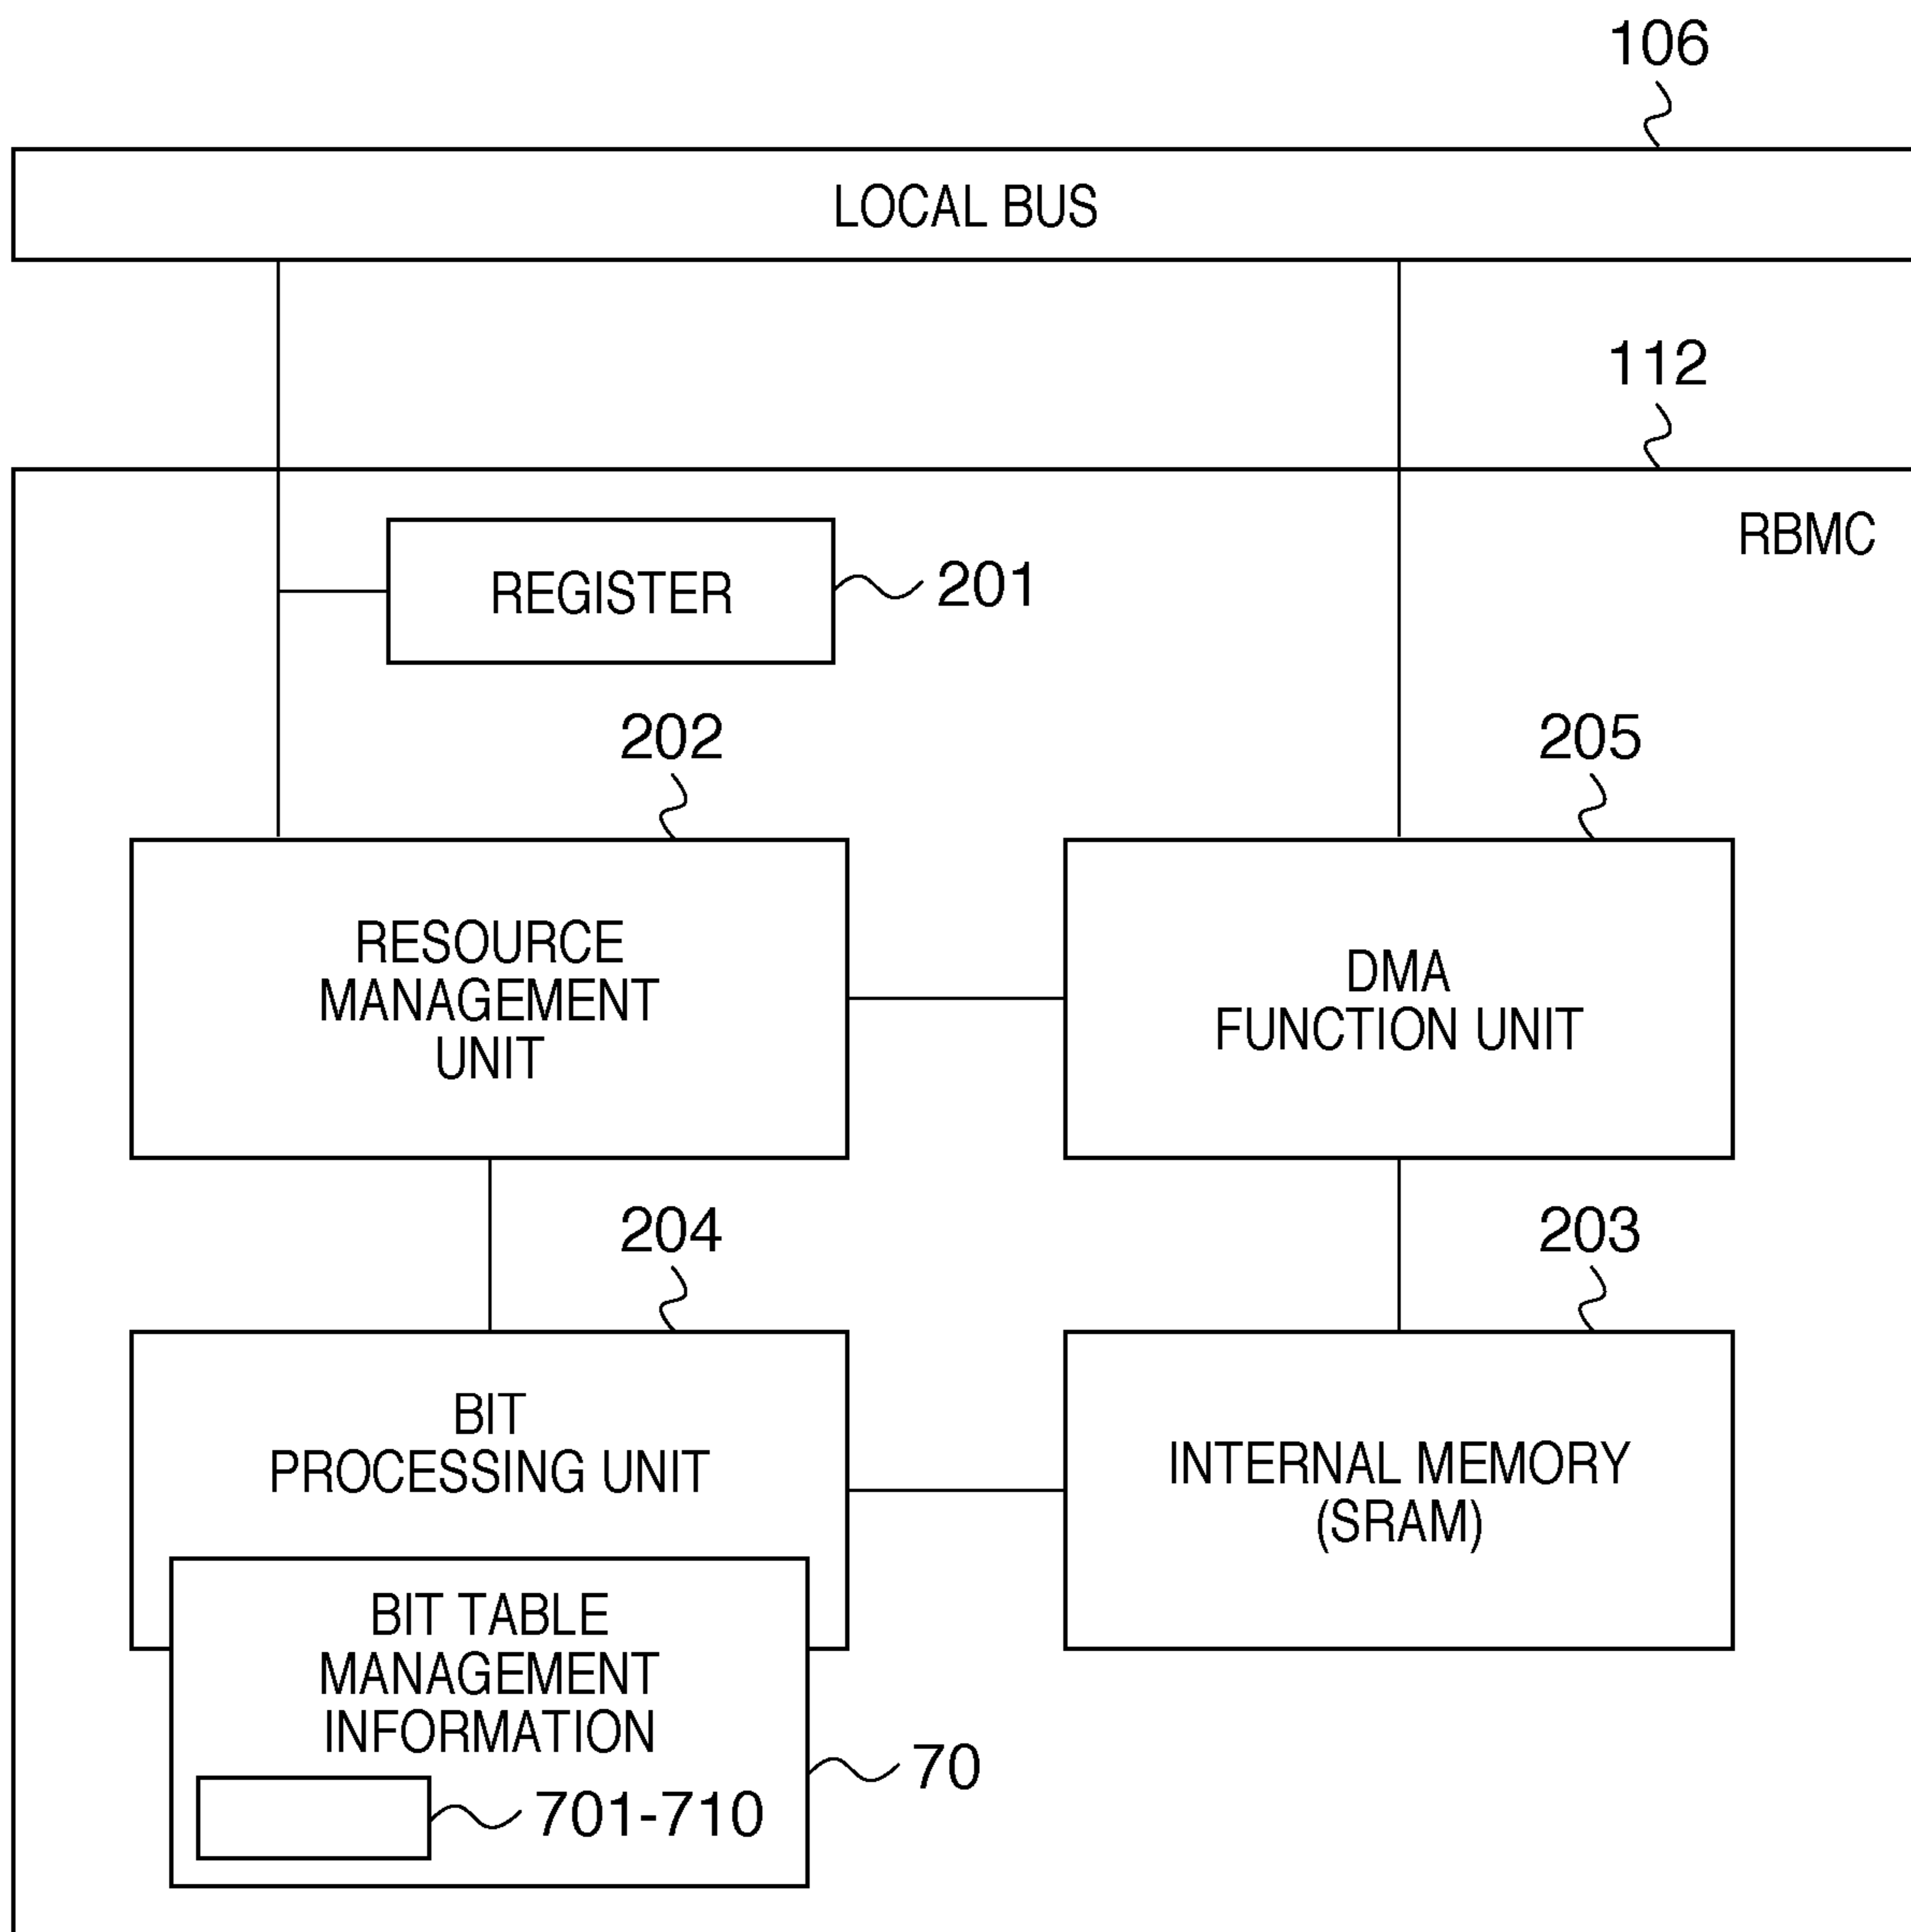 106
LOCAL BUS
112
RBMC
REGISTER
201
202
205
RESOURCE
MANAGEMENT
UNIT
DMA
FUNCTION UNIT
204
203
BIT
PROCESSING UNIT
INTERNAL MEMORY
(SRAM)
BIT TABLE
MANAGEMENT
INFORMATION
70
701-710